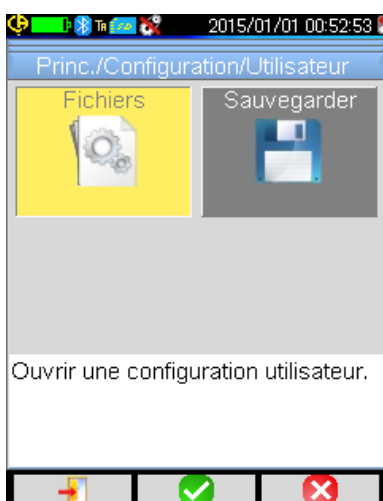 2015/01/01 00:52:53
Princ./Configuration/Utilisateur
Fichiers
Sauvegarder
Ouvrir une configuration utilisateur.